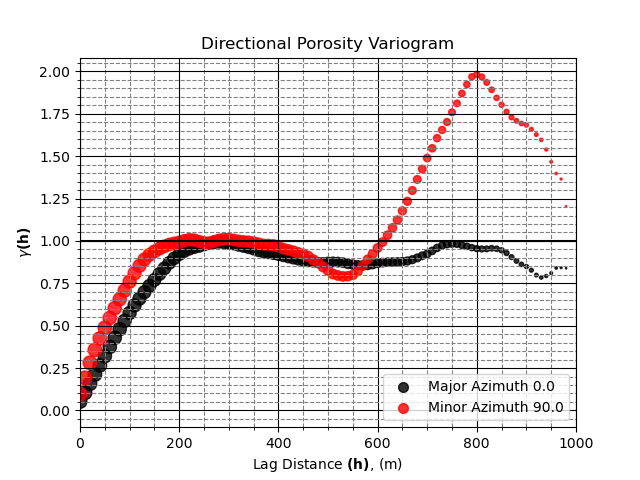 Directional Porosity Variogram
γ(h)
2.00
1.75
1.50
1.25
1.00
0.75
0.50
0.25
0.00
0 200 400 600 800 1000
Lag Distance (h), (m)
Major Azimuth 0.0
Minor Azimuth 90.0